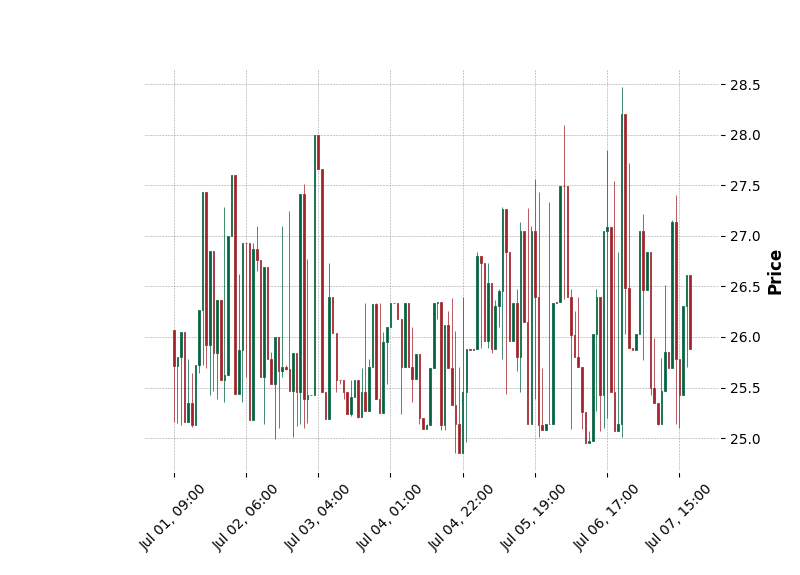 28.5
28.0
27.5
27.0
26.5
26.0
25.5
25.0
Price
Jul 01, 09:00
Jul 02, 06:00
Jul 03, 04:00
Jul 04, 01:00
Jul 04, 22:00
Jul 05, 19:00
Jul 06, 17:00
Jul 07, 15:00